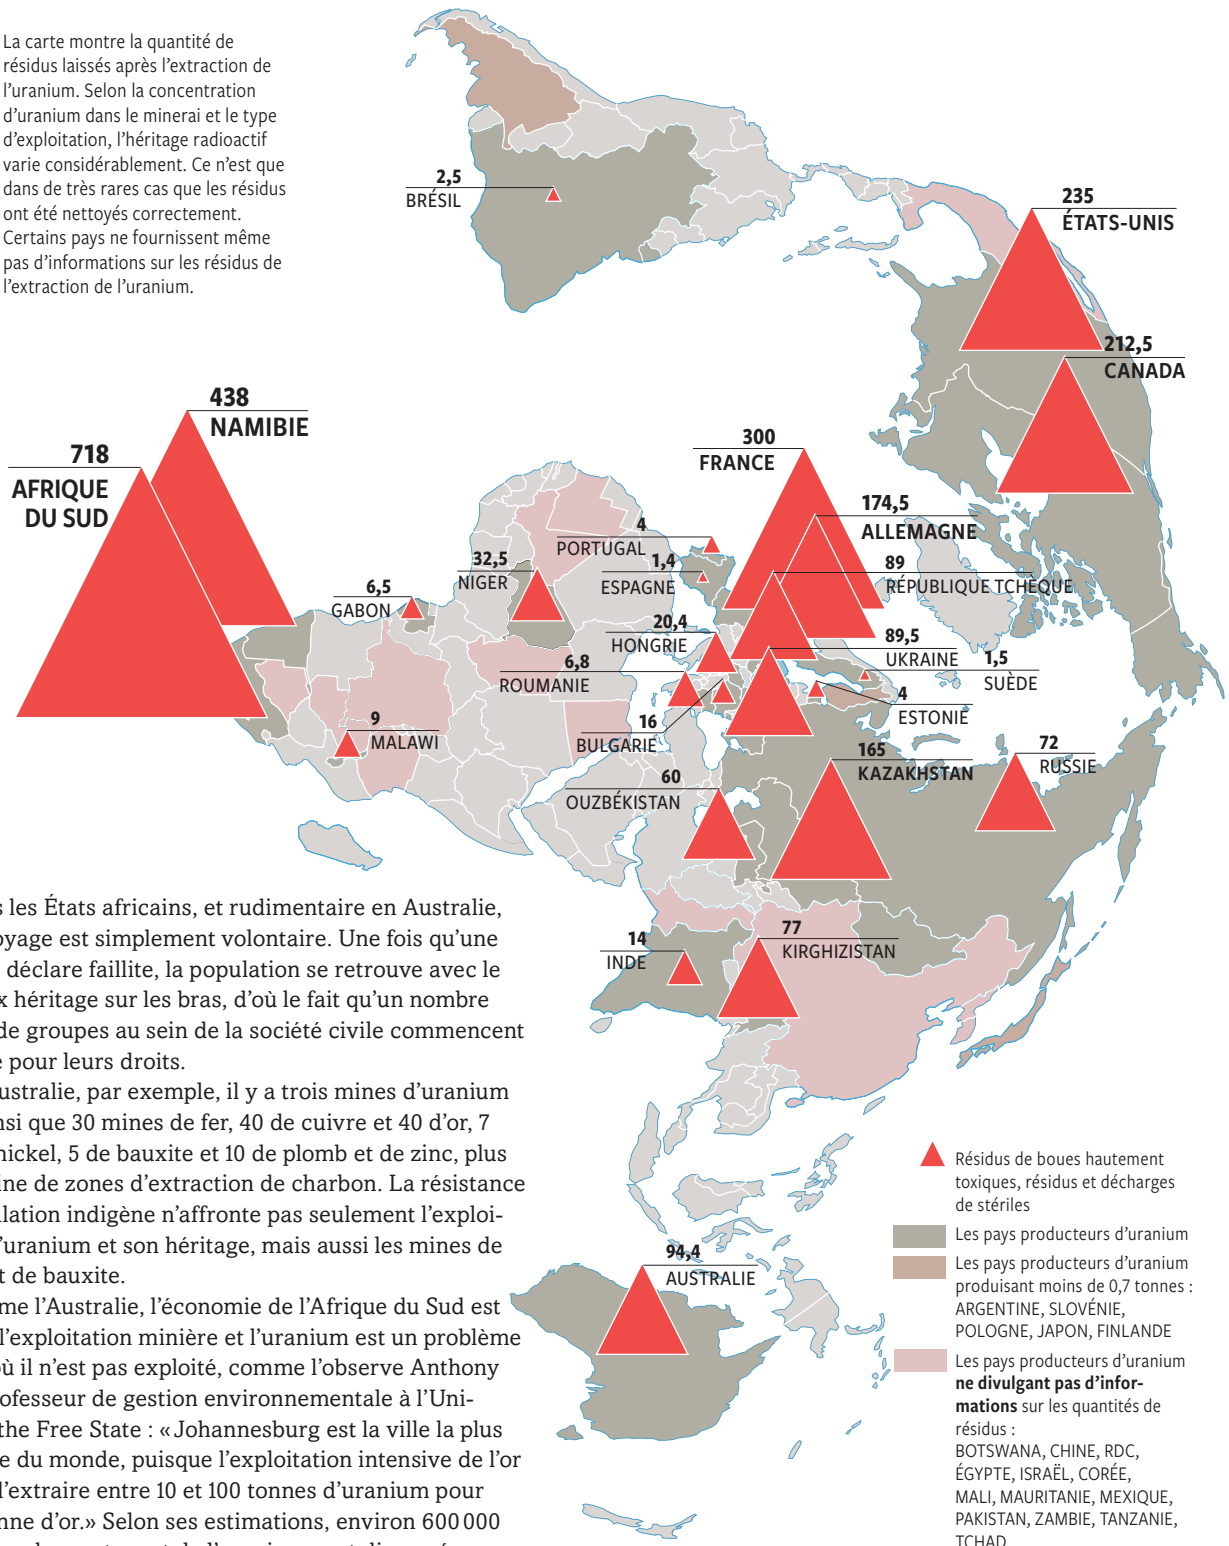 La carte montre la quantité de
résidus laissés après l'extraction de
l'uranium. Selon la concentration
d'uranium dans le minerai et le type
d'exploitation, l'héritage radioactif
varie considérablement. Ce n'est que
dans de très rares cas que les résidus
ont été nettoyés correctement.
Certains pays ne fournissent même
pas d'informations sur les résidus de
l'extraction de l'uranium.
2,5
BRÉSIL
235
ÉTATS-UNIS
212,5
CANADA
438
NAMIBIE
718
AFRIQUE
DU SUD
300
FRANCE
174,5
ALLEMAGNE
4
PORTUGAL
1,4
ESPAGNE
89
RÉPUBLIQUE TCHÈQUE
32,5
NIGER
6,5
GABON
20,4
HONGRIE
89,5
UKRAINE
6,8
ROUMANIE
1,5
SUÈDE
4
ESTONIE
16
BULGARIE
9
MALAWI
165
KAZAKHSTAN
72
RUSSIE
60
OUZBÉKISTAN
77
KIRGHIZISTAN
14
INDE
94,4
AUSTRALIE
s les États africains, et rudimentaire en Australie,
oyage est simplement volontaire. Une fois qu'une
déclare faillite, la population se retrouve avec le
x héritage sur les bras, d'où le fait qu'un nombre
de groupes au sein de la société civile commencent
e pour leurs droits.
ustralie, par exemple, il y a trois mines d'uranium
nsi que 30 mines de fer, 40 de cuivre et 40 d'or, 7
nickel, 5 de bauxite et 10 de plomb et de zinc, plus
ine de zones d'extraction de charbon. La résistance
ulation indigène n'affronte pas seulement l'exploi-
'uranium et son héritage, mais aussi les mines de
t de bauxite.
me l'Australie, l'économie de l'Afrique du Sud est
l'exploitation minière et l'uranium est un problème
où il n'est pas exploité, comme l'observe Anthony
rofesseur de gestion environnementale à l'Uni-
the Free State : «Johannesburg est la ville la plus
e du monde, puisque l'exploitation intensive de l'or
d'extraire entre 10 et 100 tonnes d'uranium pour
nne d'or.» Selon ses estimations, environ 600 000
Résidus de boues hautement
toxiques, résidus et décharges
de stériles
Les pays producteurs d'uranium
Les pays producteurs d'uranium
produisant moins de 0,7 tonnes :
ARGENTINE, SLOVÉNIE,
POLOGNE, JAPON, FINLANDE
Les pays producteurs d'uranium
ne divulgant pas d'infor-
mations sur les quantités de
résidus :
BOTSWANA, CHINE, RDC,
ÉGYPTE, ISRAËL, CORÉE,
MALI, MAURITANIE, MEXIQUE,
PAKISTAN, ZAMBIE, TANZANIE,
TCHAD